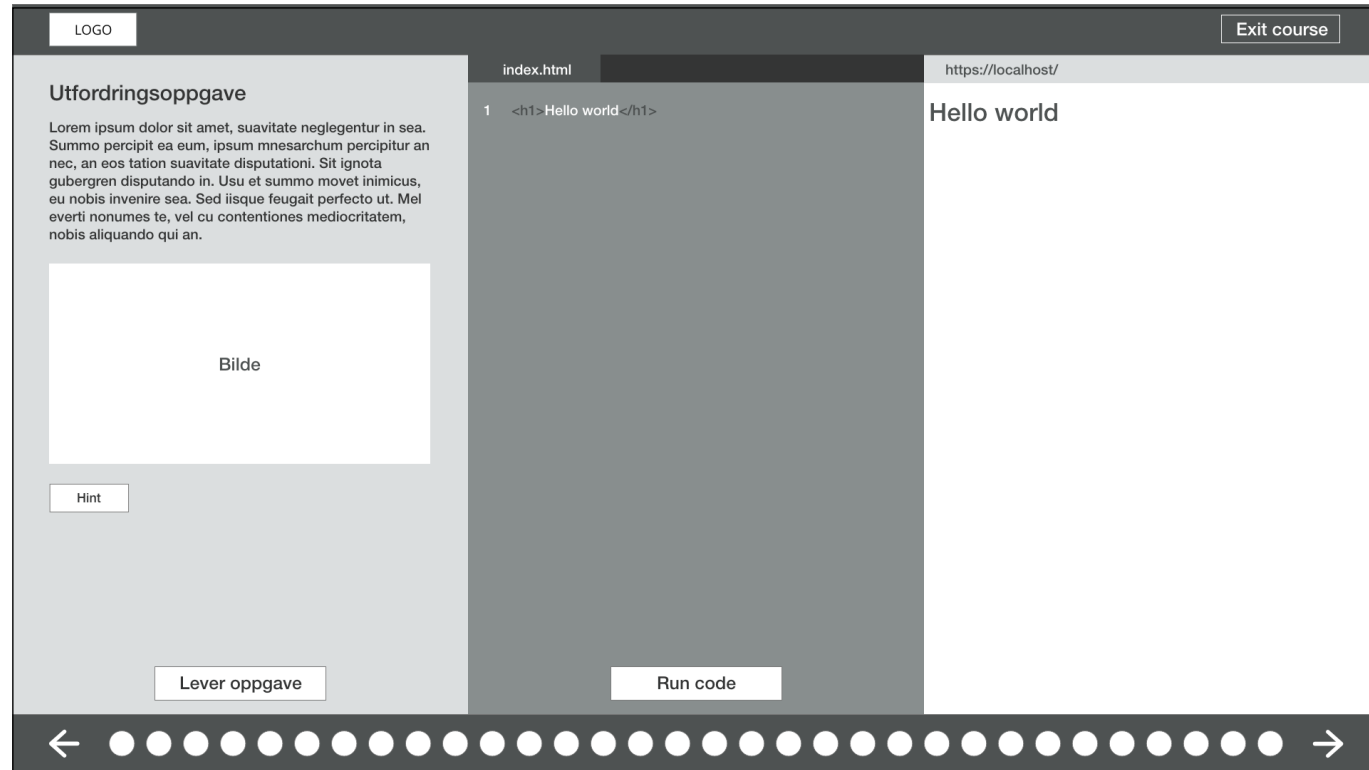 LOGO
Exit course
Utfordringsoppgave
Lorem ipsum dolor sit amet, suavitate neglegentur in sea.
Summo percipit ea eum, ipsum mnesarchum percipitur an
nec, an eos tation suavitate disputationi. Sit ignota
gubergren disputando in. Usu et summo movet inimicus,
eu nobis invenire sea. Sed iisque feugait perfecto ut. Mel
everti nonumes te, vel cu contentiones mediocritatem,
nobis aliquando qui an.
Bilde
Hint
Lever oppgave
index.html
1 <h1>Hello world</h1>
Run code
https://localhost/
Hello world